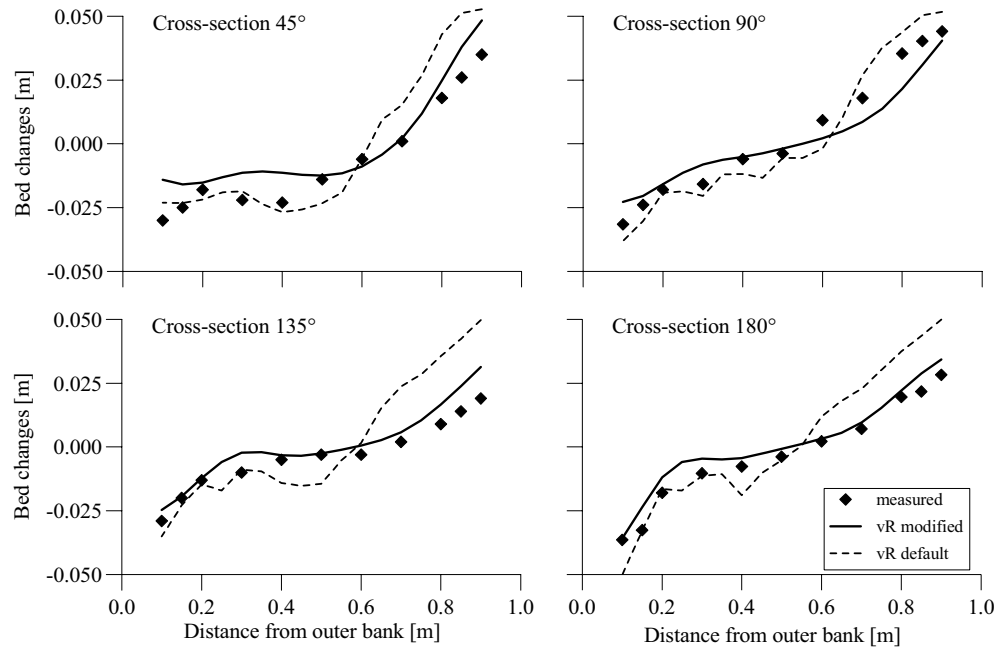 0.050
0.025
0.000
-0.025
-0.050
Bed changes [m]
Cross-section 45°
Cross-section 90°
0.050
0.025
0.000
-0.025
-0.050
Bed changes [m]
Cross-section 135°
Cross-section 180°
measured
vR modified
vR default
0.0 0.2 0.4 0.6 0.8 1.0
Distance from outer bank [m]
0.0 0.2 0.4 0.6 0.8 1.0
Distance from outer bank [m]